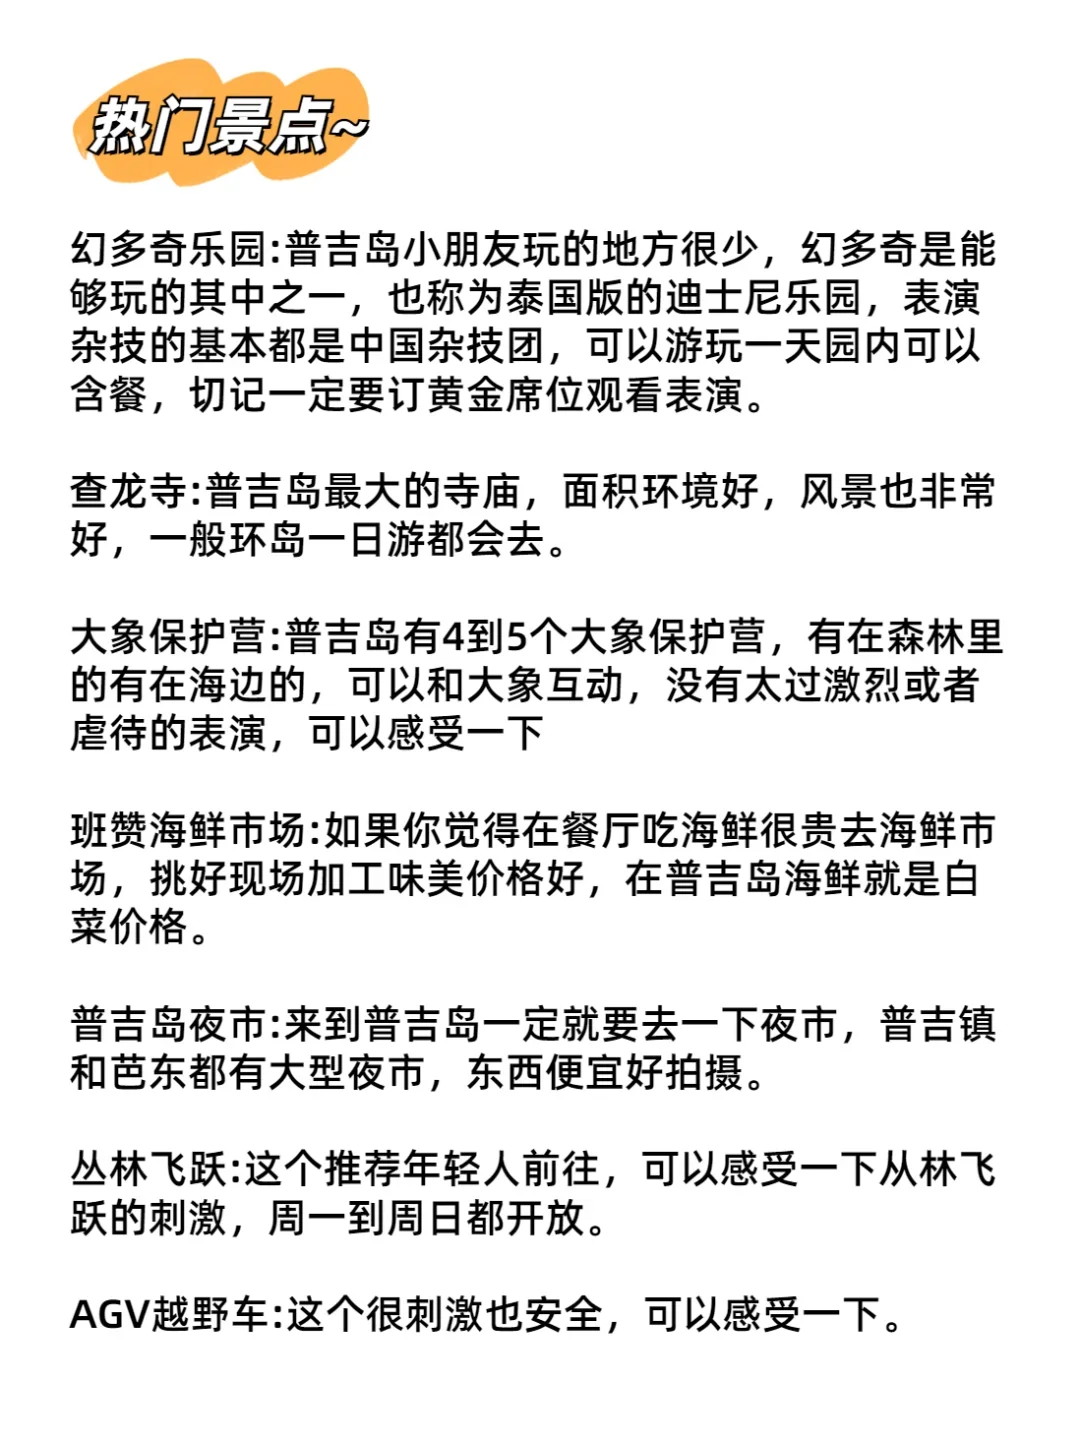 热门景点~
幻多奇乐园:普吉岛小朋友玩的地方很少，幻多奇是能
够玩的其中之一，也称为泰国版的迪士尼乐园，表演
杂技的基本都是中国杂技团，可以游玩一天园内可以
含餐，切记一定要订黄金席位观看表演。
查龙寺:普吉岛最大的寺庙，面积环境好，风景也非常
好，一般环岛一日游都会去。
大象保护营:普吉岛有4到5个大象保护营，有在森林里
的有在海边的，可以和大象互动，没有太过激烈或者
虐待的表演，可以感受一下
班赞海鲜市场:如果你觉得在餐厅吃海鲜很贵去海鲜市
场，挑好现场加工味美价格好，在普吉岛海鲜就是白
菜价格。
普吉岛夜市:来到普吉岛一定就要去一下夜市，普吉镇
和芭东都有大型夜市，东西便宜好拍摄。
丛林飞跃:这个推荐年轻人前往，可以感受一下从林飞
跃的刺激，周一到周日都开放。
AGV越野车:这个很刺激也安全，可以感受一下。